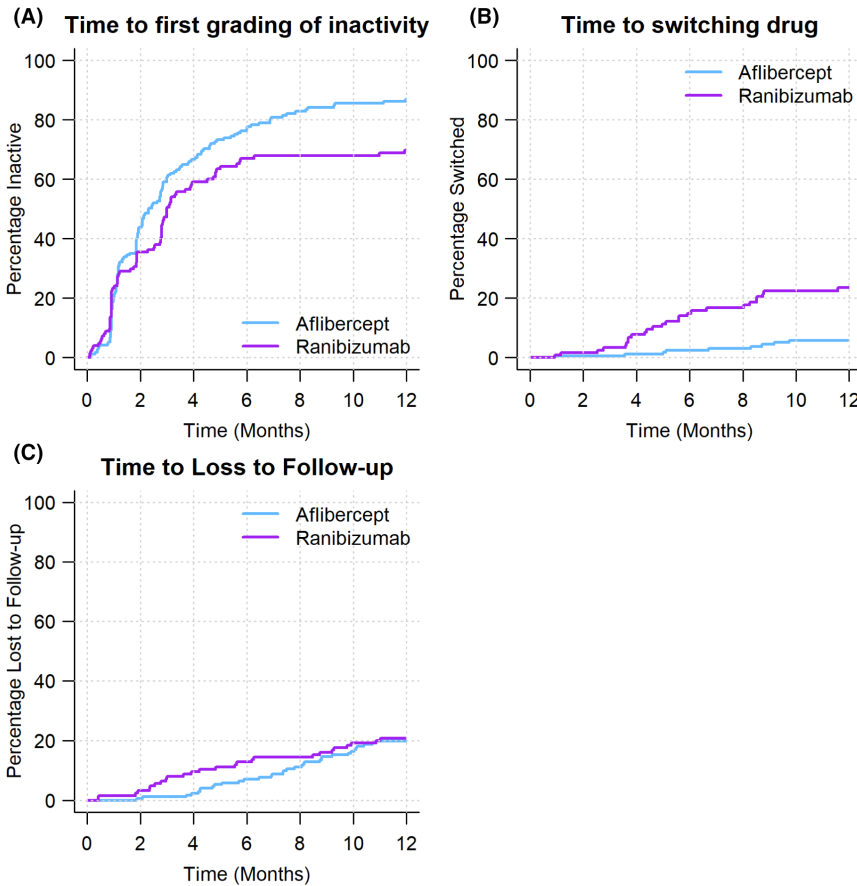 (A) Time to first grading of inactivity
100
80
60
40
20
0
Percentage Inactive
Aflibercept
Ranibizumab
0 2 4 6 8 10 12
Time (Months)
(B) Time to switching drug
100
80
60
40
20
0
Percentage Switched
Aflibercept
Ranibizumab
0 2 4 6 8 10 12
Time (Months)
(C) Time to Loss to Follow-up
100
80
60
40
20
0
Percentage Lost to Follow-up
Aflibercept
Ranibizumab
0 2 4 6 8 10 12
Time (Months)